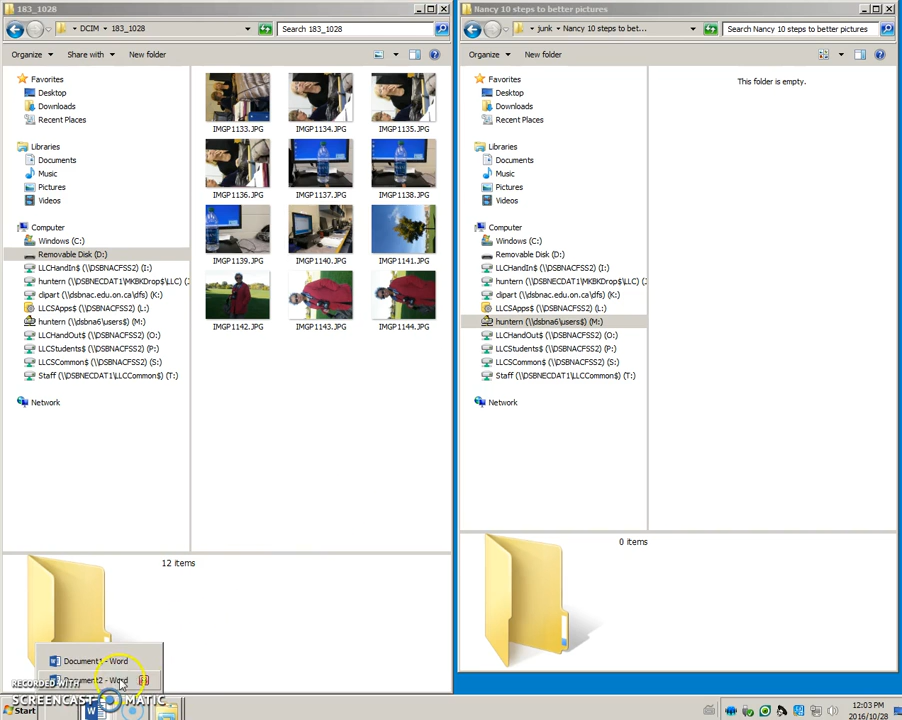 183_1028
DCIM 183_1028
Search 183_1028
Organize Share with New folder
Favorites
Desktop
Downloads
Recent Places
Libraries
Documents
Music
Pictures
Videos
Computer
Windows (C:)
Removable Disk (D:)
LLCHandIn$ (\\DSBNACFSS2) (I:)
huntern (\\DSBNECDAT1\MKBKDrop$\LLC) (
clipart (\\dsbnac.edu.on.ca\dfs) (K:)
LLCSApps$ (\\DSBNACFSS2) (L:)
huntern (\\dsbna6\users$) (M:)
LLCHandOut$ (\\DSBNACFSS2) (O:)
LLCStudents$ (\\DSBNACFSS2) (P:)
LLCSCommon$ (\\DSBNACFSS2) (S:)
Staff (\\DSBNECDAT1\LLCCommon$) (T:)
Network
IMGP1133.JPG IMGP1134.JPG IMGP1135.JPG
IMGP1136.JPG IMGP1137.JPG IMGP1138.JPG
IMGP1139.JPG IMGP1140.JPG IMGP1141.JPG
IMGP1142.JPG IMGP1143.JPG IMGP1144.JPG
12 items
Nancy 10 steps to better pictures
junk Nancy 10 steps to bet...
Search Nancy 10 steps to better pictures
Organize New folder
Favorites
Desktop
Downloads
Recent Places
Libraries
Documents
Music
Pictures
Videos
Computer
Windows (C:)
Removable Disk (D:)
LLCHandIn$ (\\DSBNACFSS2) (I:)
huntern (\\DSBNECDAT1\MKBKDrop$\LLC) (
clipart (\\dsbnac.edu.on.ca\dfs) (K:)
LLCSApps$ (\\DSBNACFSS2) (L:)
huntern (\\dsbna6\users$) (M:)
LLCHandOut$ (\\DSBNACFSS2) (O:)
LLCStudents$ (\\DSBNACFSS2) (P:)
LLCSCommon$ (\\DSBNACFSS2) (S:)
Staff (\\DSBNECDAT1\LLCCommon$) (T:)
Network
This folder is empty.
0 items
Document1 - Word
Document2 - Word
RECORDED WITH
SCREENCAST MATIC
Start
12:03 PM
2016/10/28